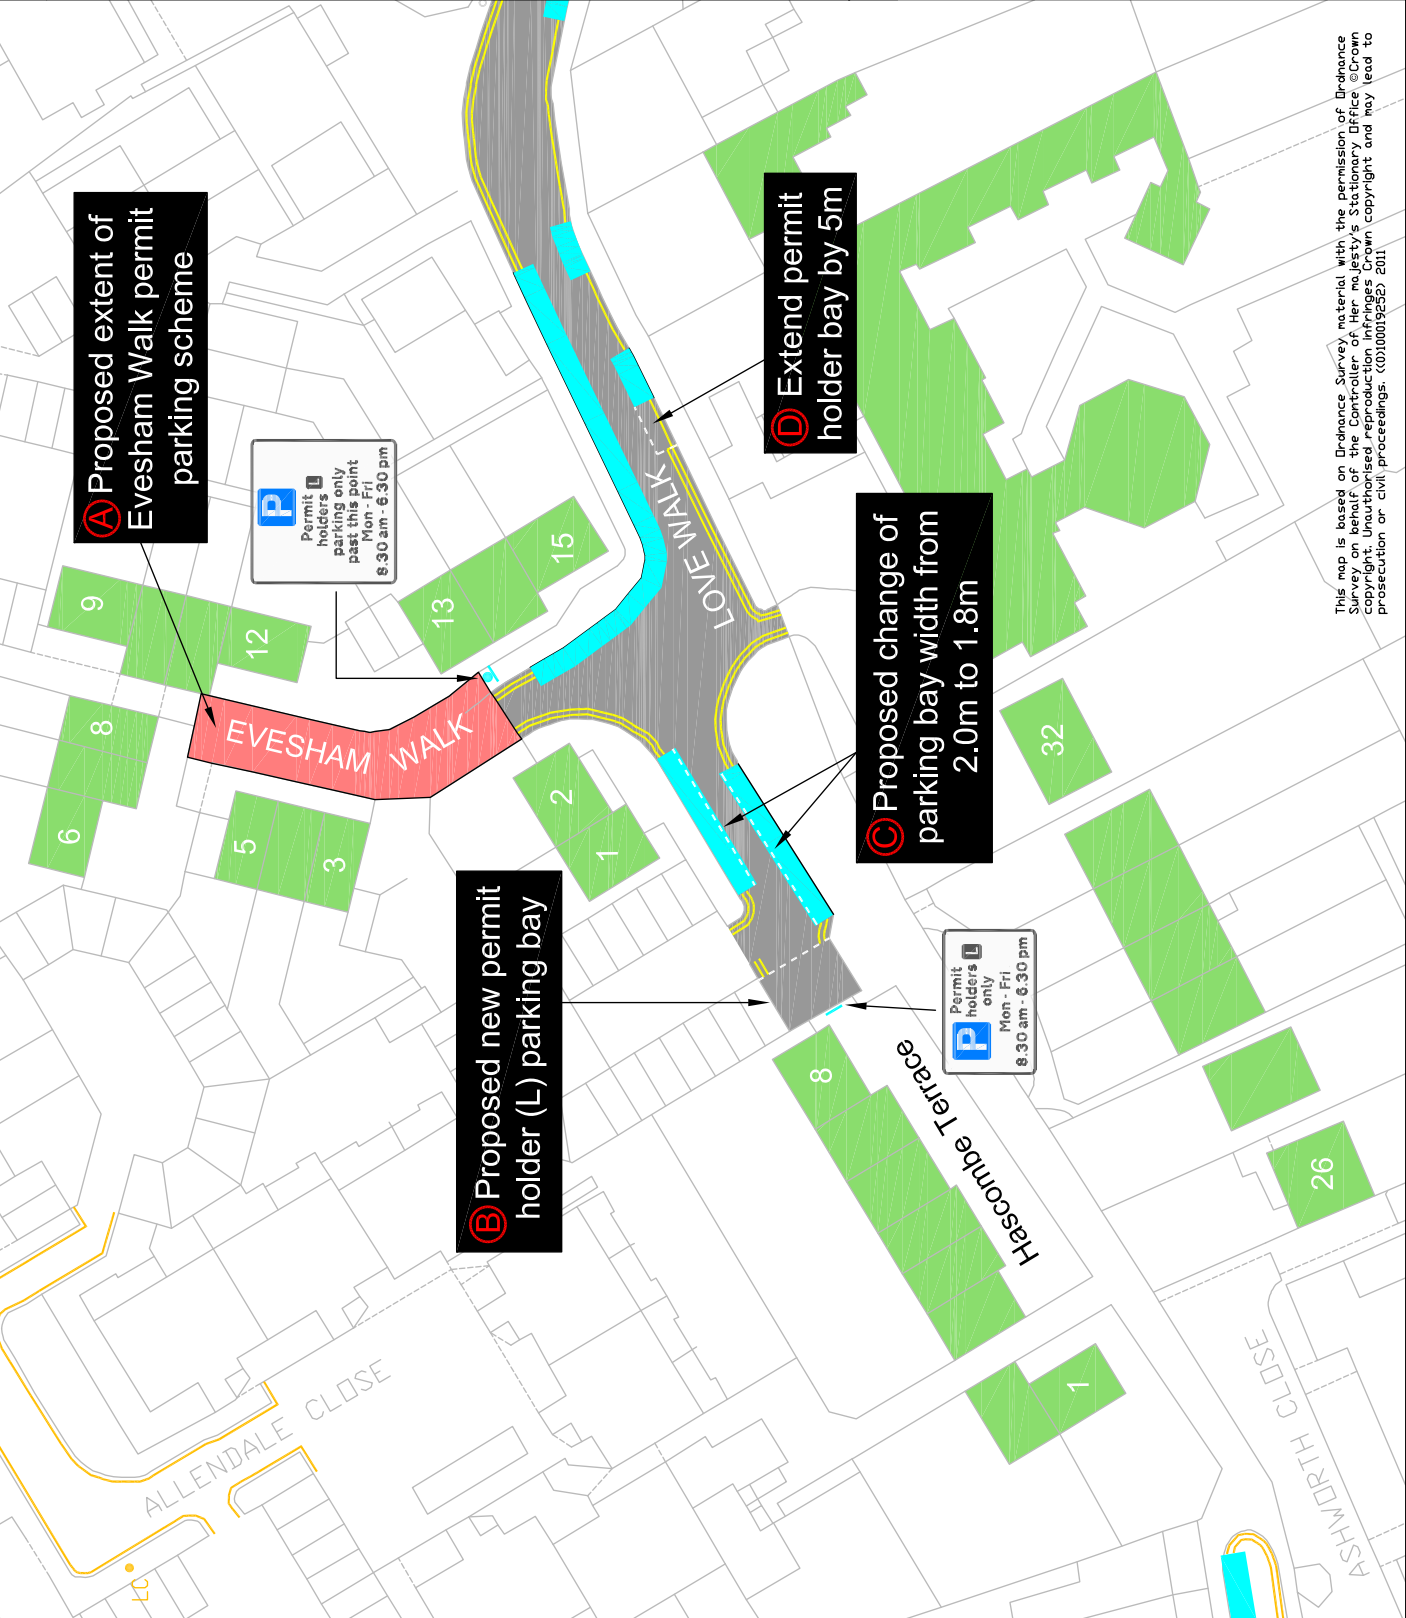 Ⓐ Proposed extent of
Evesham Walk permit
parking scheme
P
Permit L
holders
parking only
past this point
Mon - Fri
8.30 am - 6.30 pm
9
12
8
6
5
3
13
15
2
1
EVESHAM WALK
LOVE WALK
Ⓓ Extend permit
holder bay by 5m
Ⓒ Proposed change of
parking bay width from
2.0m to 1.8m
Ⓑ Proposed new permit
holder (L) parking bay
P
Permit
holders L
only
Mon - Fri
8.30 am - 6.30 pm
Hascombe Terrace
8
1
32
26
ALLENDALE CLOSE
LC
ASHWORTH CLOSE
This map is based on Ordnance Survey material with the permission of Ordnance
Survey on behalf of the Controller of Her majesty's Stationary Office ©Crown
copyright. Unauthorised reproduction infringes Crown copyright and may lead to
prosecution or civil proceedings. ((0)100019252) 2011